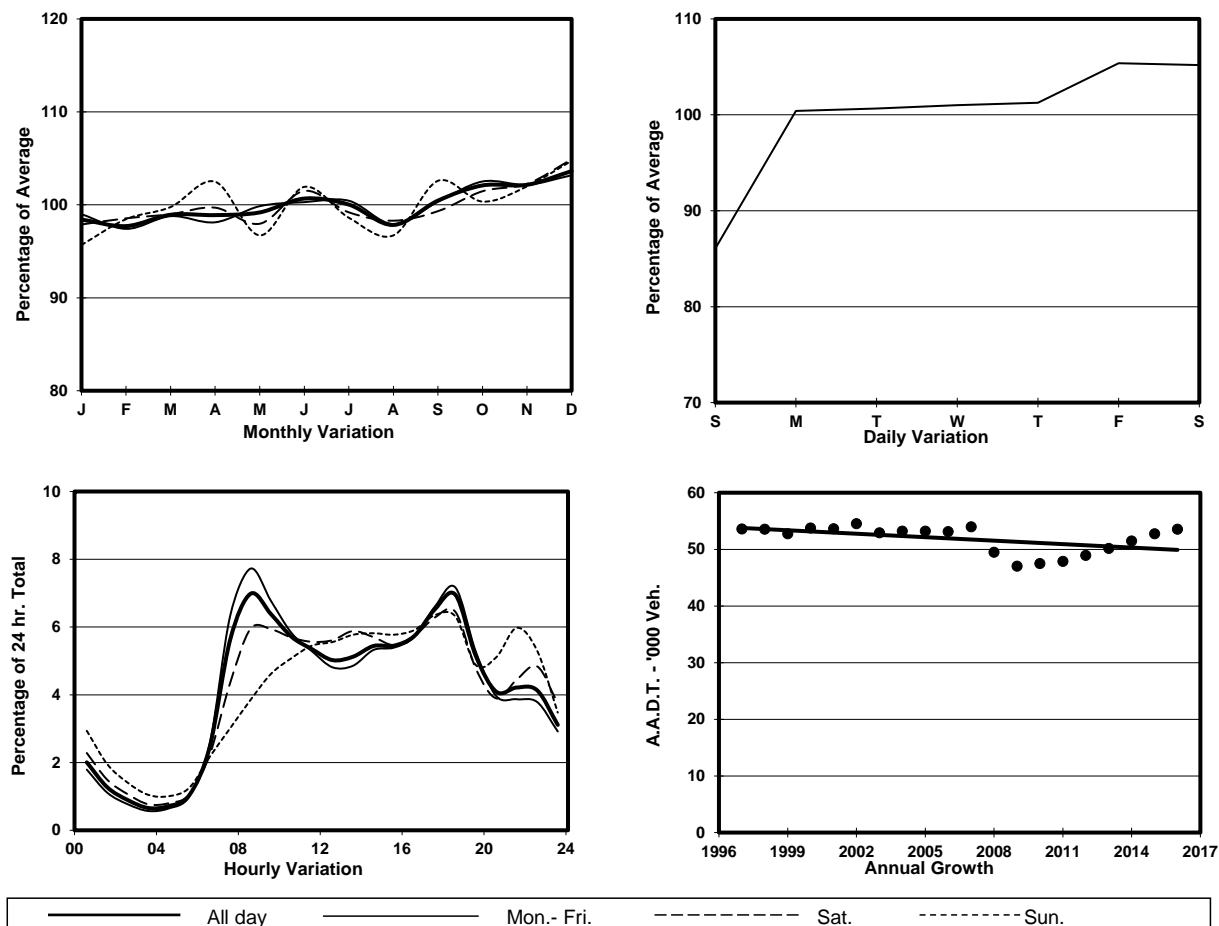 120
110
100
90
80
Percentage of Average
J F M A M J J A S O N D
Monthly Variation
110
100
90
80
70
Percentage of Average
S M T W T F S
Daily Variation
10
8
6
4
2
0
Percentage of 24 hr. Total
00 04 08 12 16 20 24
Hourly Variation
60
50
40
30
20
10
0
A.A.D.T. - '000 Veh.
1996 1999 2002 2005 2008 2011 2014 2017
Annual Growth
All day Mon.- Fri. Sat. Sun.